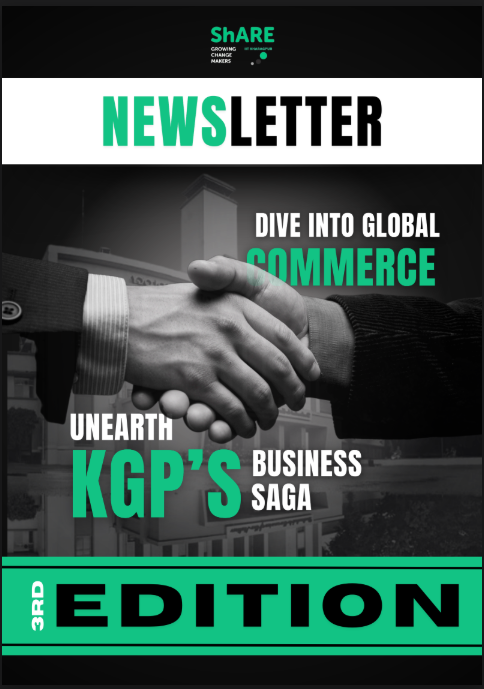 ShARE
GROWING
CHANGE
MAKERS
IIT KHARAGPUR
NEWSLETTER
DIVE INTO GLOBAL
COMMERCE
UNEARTH
KGP'S BUSINESS
SAGA
3RD EDITION